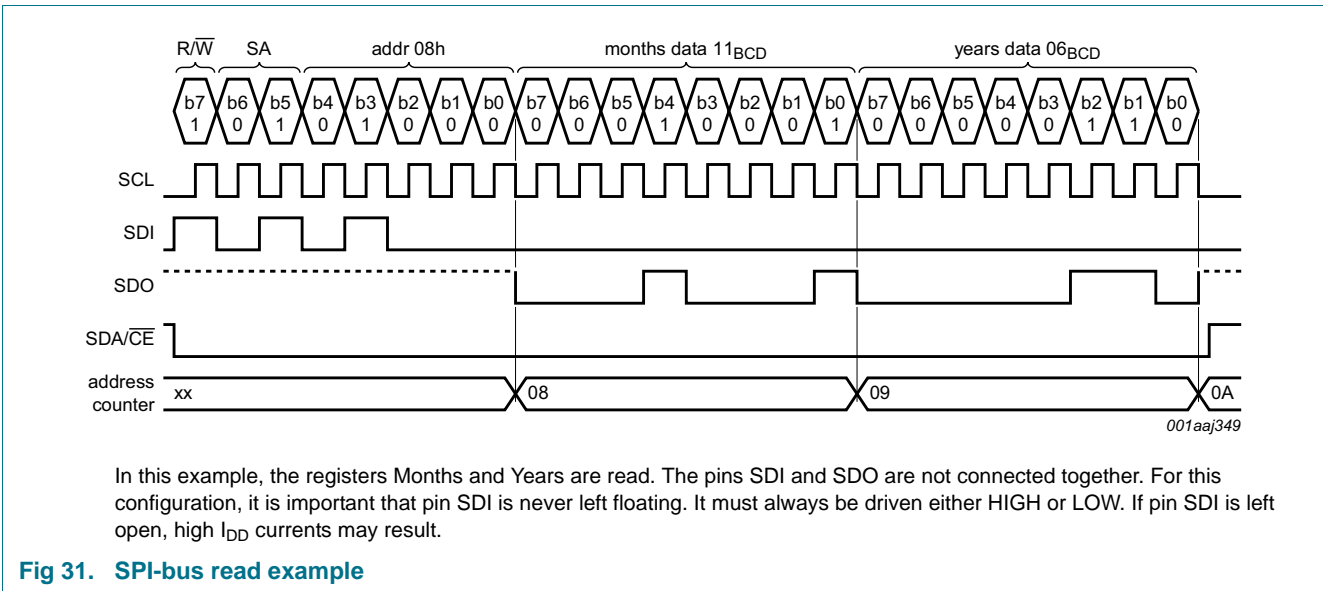 R/W SA addr 08h months data 11BCD years data 06BCD
b7 b6 b5 b4 b3 b2 b1 b0 b7 b6 b5 b4 b3 b2 b1 b0 b7 b6 b5 b4 b3 b2 b1 b0
1 0 1 0 1 0 0 0 0 0 0 1 0 0 0 1 0 0 0 0 0 1 1 0
SCL
SDI
SDO
SDA/CE
address
counter
xx 08 09 0A
001aaj349
In this example, the registers Months and Years are read. The pins SDI and SDO are not connected together. For this
configuration, it is important that pin SDI is never left floating. It must always be driven either HIGH or LOW. If pin SDI is left
open, high IDD currents may result.
Fig 31. SPI-bus read example